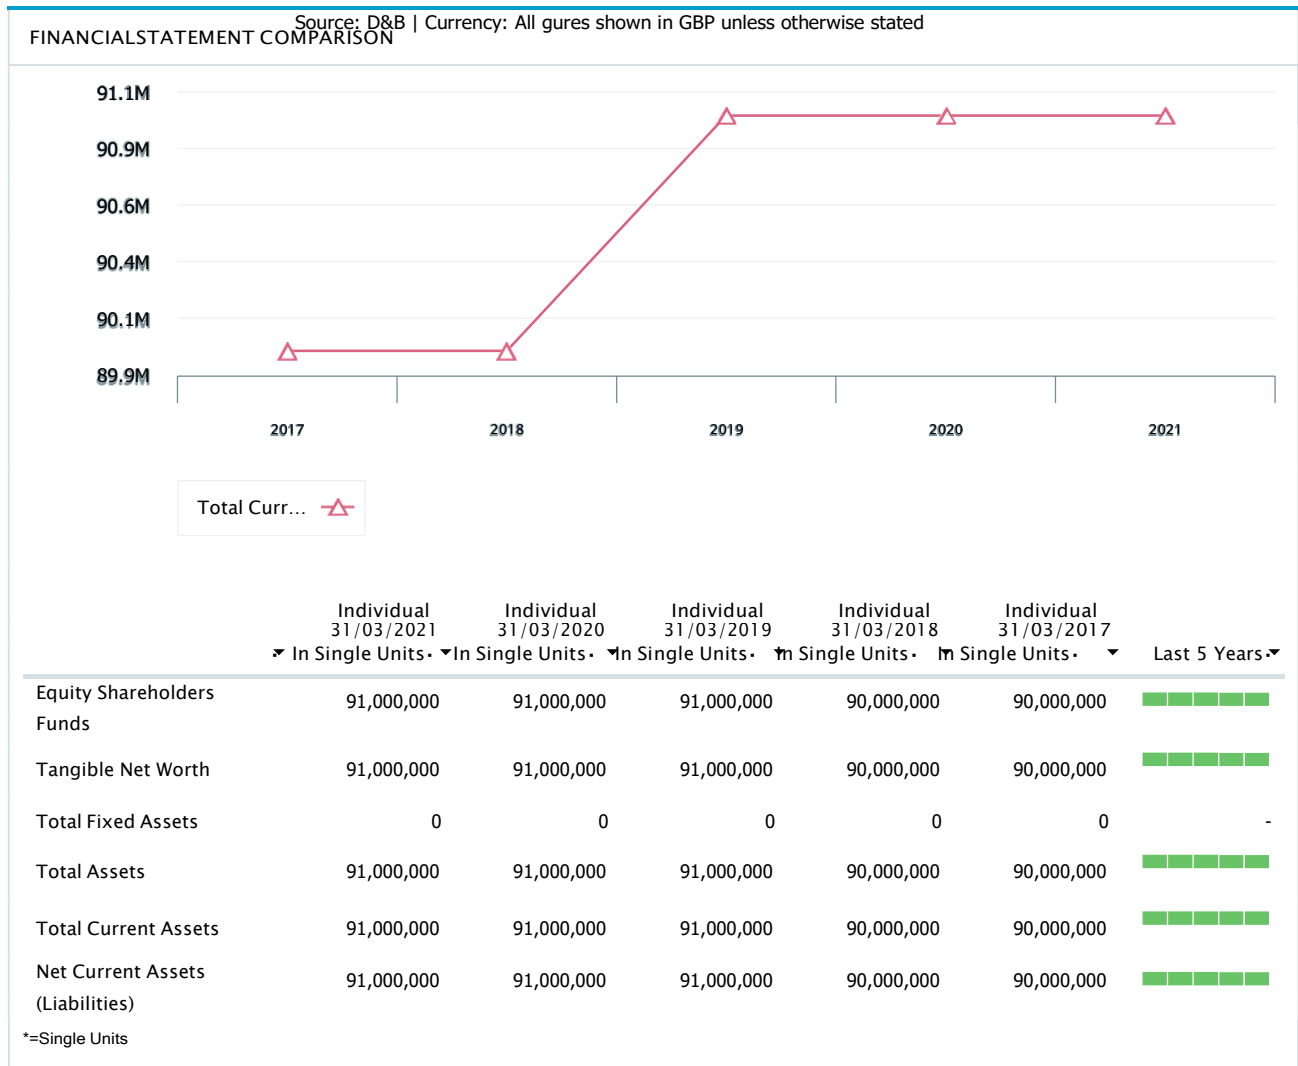 Source: D&B | Currency: All gures shown in GBP unless otherwise stated
FINANCIALSTATEMENT COMPARISON
91.1M
90.9M
90.6M
90.4M
90.1M
89.9M
2017 2018 2019 2020 2021
Total Curr...
Individual Individual Individual Individual Individual
31/03/2021 31/03/2020 31/03/2019 31/03/2018 31/03/2017
In Single Units In Single Units In Single Units In Single Units In Single Units Last 5 Years
Equity Shareholders
Funds 91,000,000 91,000,000 91,000,000 90,000,000 90,000,000
Tangible Net Worth 91,000,000 91,000,000 91,000,000 90,000,000 90,000,000
Total Fixed Assets 0 0 0 0 0 -
Total Assets 91,000,000 91,000,000 91,000,000 90,000,000 90,000,000
Total Current Assets 91,000,000 91,000,000 91,000,000 90,000,000 90,000,000
Net Current Assets
(Liabilities) 91,000,000 91,000,000 91,000,000 90,000,000 90,000,000
*=Single Units